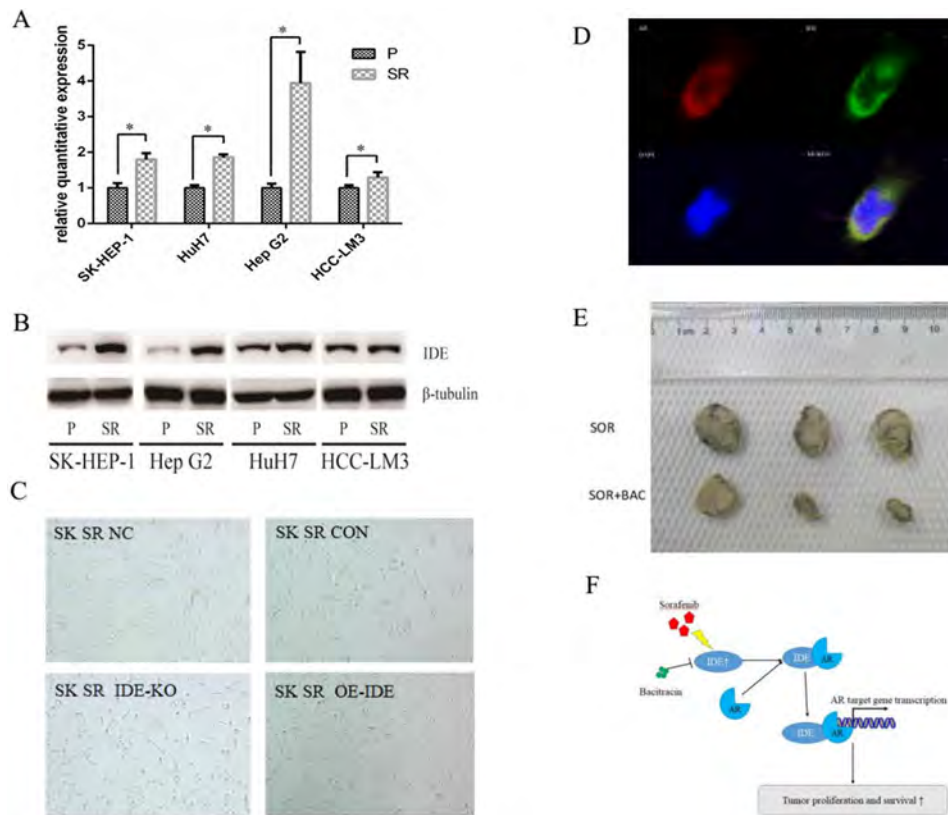 A
relative quantitative expression
5
4
3
2
1
0
* * * *
P
SR
SK-HEP-1 HuH7 Hep G2 HCC-LM3
B
IDE
β-tubulin
P SR P SR P SR P SR
SK-HEP-1 Hep G2 HuH7 HCC-LM3
C
SK SR NC SK SR CON
SK SR IDE-KO SK SR OE-IDE
D
E
1cm 2 3 4 5 6 7 8 9 10
SOR
SOR+BAC
F
Sorafenib
IDE↑ IDE AR
Bacitracin
AR
AR target gene transcription
IDE AR
Tumor proliferation and survival ↑